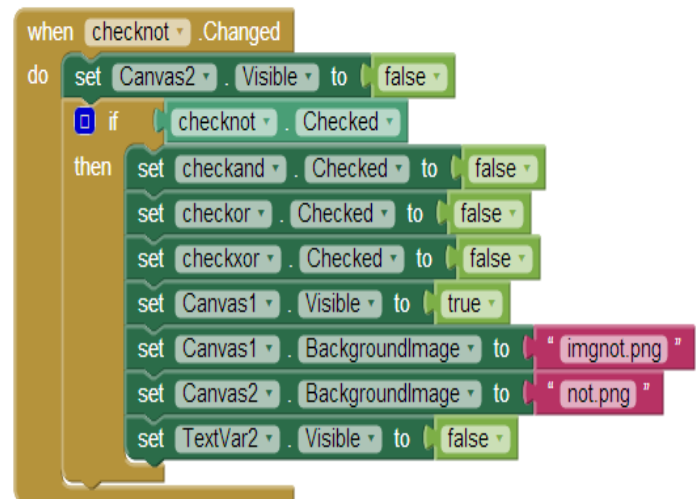 when checknot .Changed
do set Canvas2 . Visible to false
if checknot . Checked
then set checkand . Checked to false
set checkor . Checked to false
set checkxor . Checked to false
set Canvas1 . Visible to true
set Canvas1 . BackgroundImage to " imgnot.png "
set Canvas2 . BackgroundImage to " not.png "
set TextVar2 . Visible to false